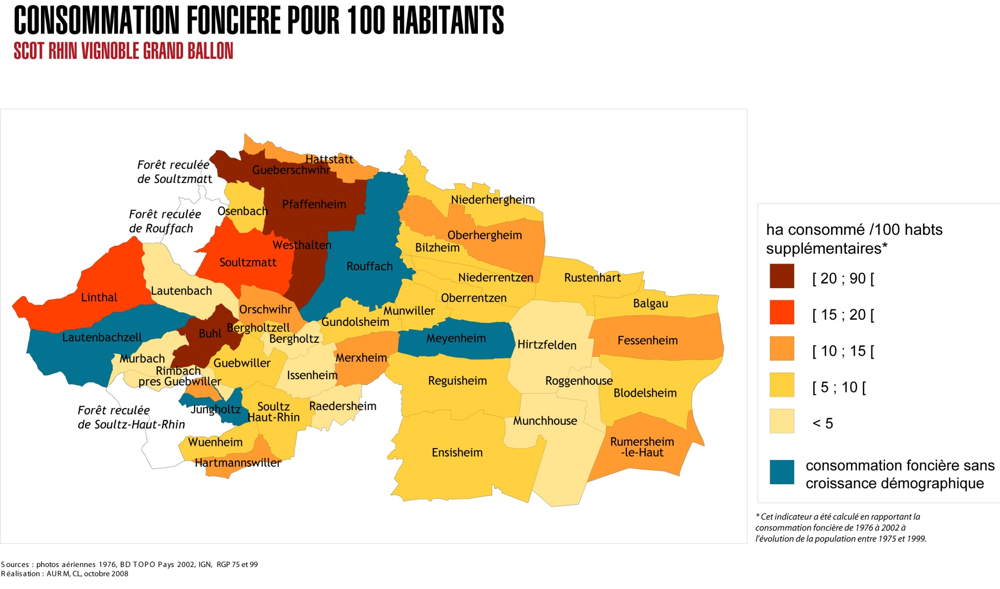 CONSOMMATION FONCIERE POUR 100 HABITANTS
SCOT RHIN VIGNOBLE GRAND BALLON
Forêt reculée
de Soultzmatt
Hattstatt
Gueberschwihr
Niederhergheim
Pfaffenheim
Osenbach
Forêt reculée
de Rouffach
Oberhergheim
Westhalten
Bilzheim
Soultzmatt
Rouffach
Niederrentzen
Rustenhart
Lautenbach
Linthal
Oberrentzen
Balgau
Orschwihr
Munwiller
Gundolsheim
Bergholtzell
Buhl
Lautenbachzell
Bergholtz
Meyenheim
Fessenheim
Hirtzfelden
Murbach
Merxheim
Guebwiller
Rimbach
pres Guebwiller
Issenheim
Reguisheim
Roggenhouse
Blodelsheim
Raedersheim
Soultz
Haut-Rhin
Jungholtz
Forêt reculée
de Soultz-Haut-Rhin
Munchhouse
Wuenheim
Rumersheim
-le-Haut
Ensisheim
Hartmannswiller
ha consommé /100 habts
supplémentaires*
[ 20 ; 90 [
[ 15 ; 20 [
[ 10 ; 15 [
[ 5 ; 10 [
< 5
consommation foncière sans
croissance démographique
* Cet indicateur a été calculé en rapportant la
consommation foncière de 1976 à 2002 à
l'évolution de la population entre 1975 et 1999.
Sources : photos aériennes 1976, BD TOPO Pays 2002, IGN, RGP 75 et 99
Réalisation : AURM, CL, octobre 2008